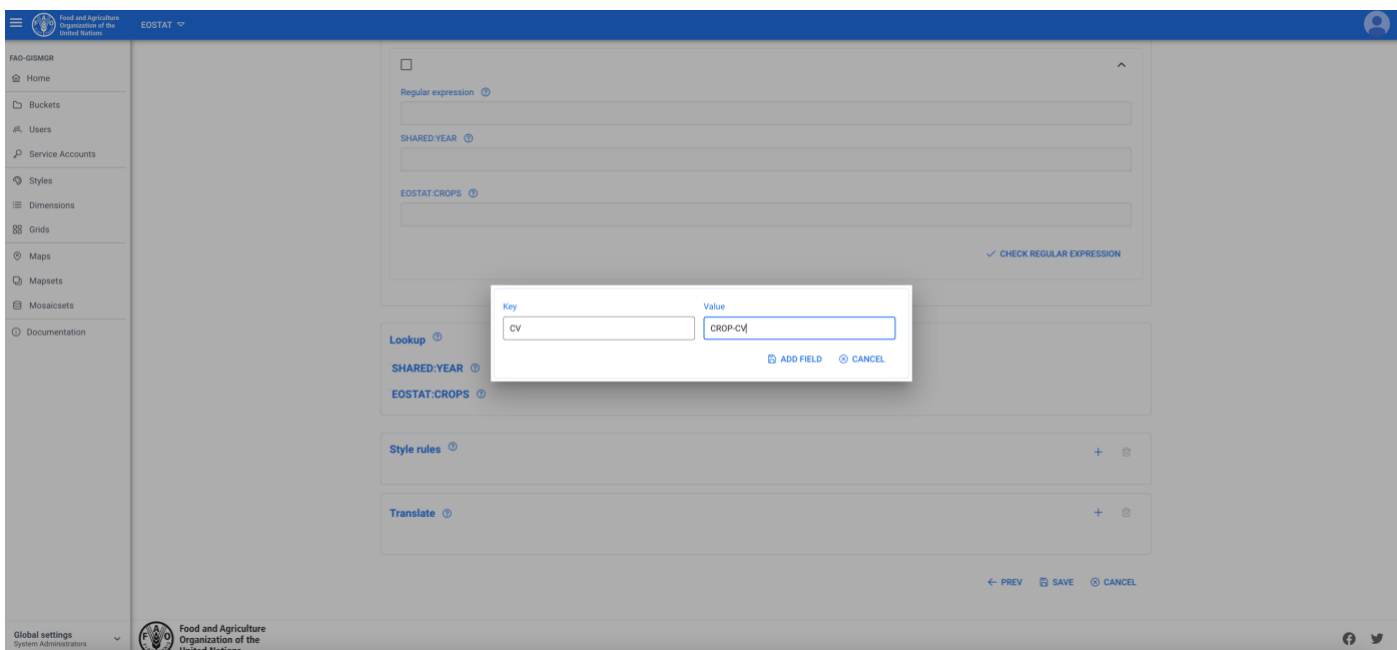 Food and Agriculture
Organization of the
United Nations
EOSTAT
FAO-GISMGR
Home
Buckets
Users
Service Accounts
Styles
Dimensions
Grids
Maps
Mapsets
Mosaicsets
Documentation
Global settings
System Administrators
Regular expression
SHARED:YEAR
EOSTAT:CROPS
CHECK REGULAR EXPRESSION
Key Value
CV CROP-CV
ADD FIELD CANCEL
Lookup
SHARED:YEAR
EOSTAT:CROPS
Style rules
Translate
PREV SAVE CANCEL
Food and Agriculture
Organization of the
United Nations